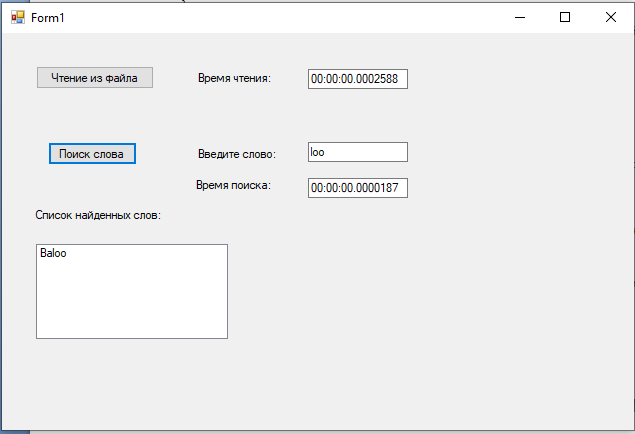 Form1
Чтение из файла
Время чтения:
00:00:00.0002588
Поиск слова
Введите слово:
loo
Время поиска:
00:00:00.0000187
Список найденных слов:
Baloo